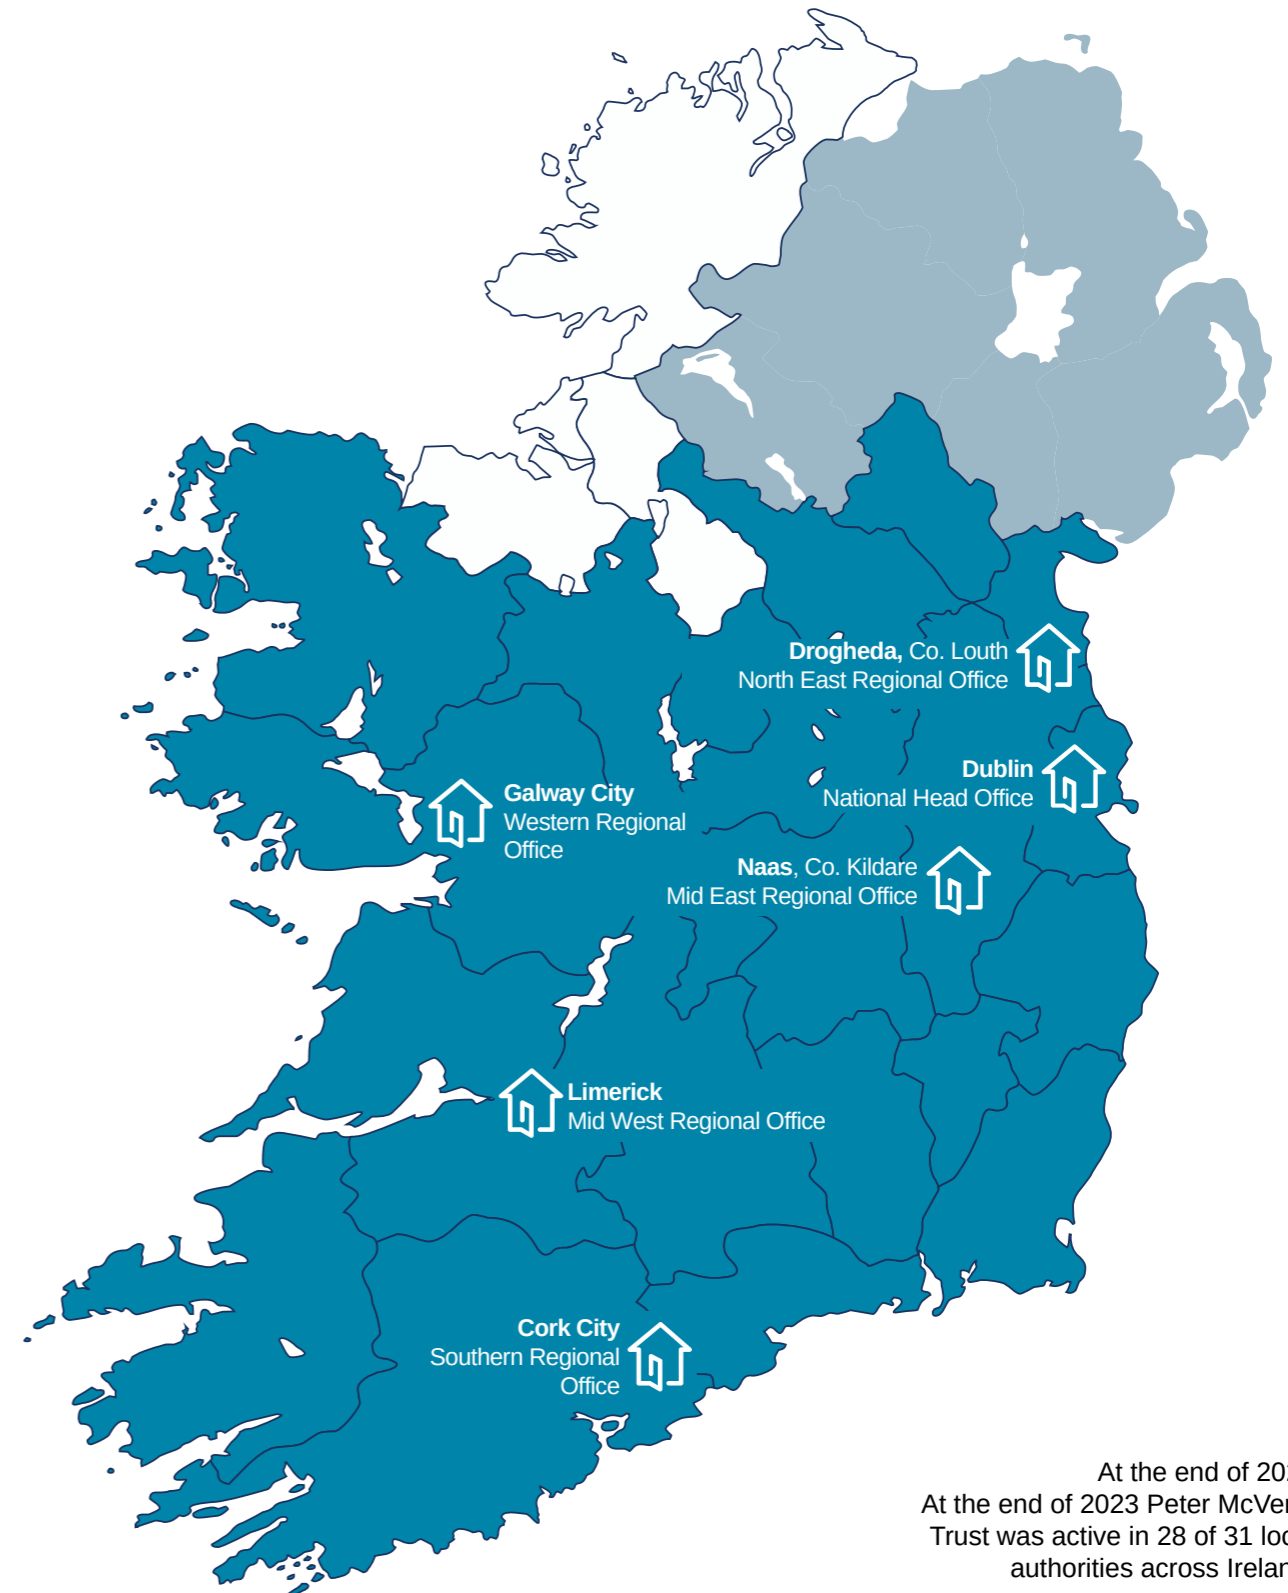 Drogheda, Co. Louth
North East Regional Office
Dublin
National Head Office
Galway City
Western Regional
Office
Naas, Co. Kildare
Mid East Regional Office
Limerick
Mid West Regional Office
Cork City
Southern Regional
Office
At the end of
At the end of 2023 Peter
Trust was active in 28 of 31
authorities across